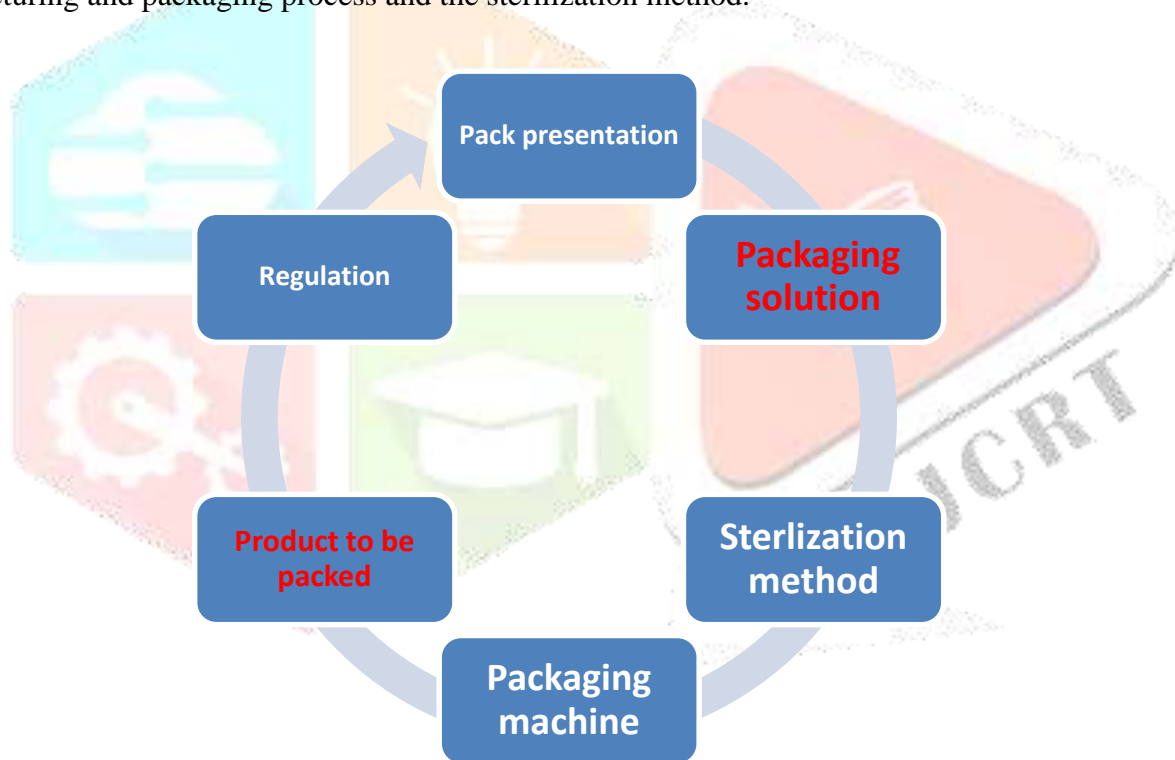 turing and packaging process and the sterilization method.
Pack presentation
Packaging
solution
Sterlization
method
Packaging
machine
Product to be
packed
Regulation
IJCRT